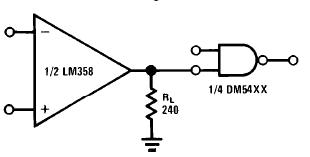 −
1/2 LM358
+
R_L
240
1/4 DM54XX